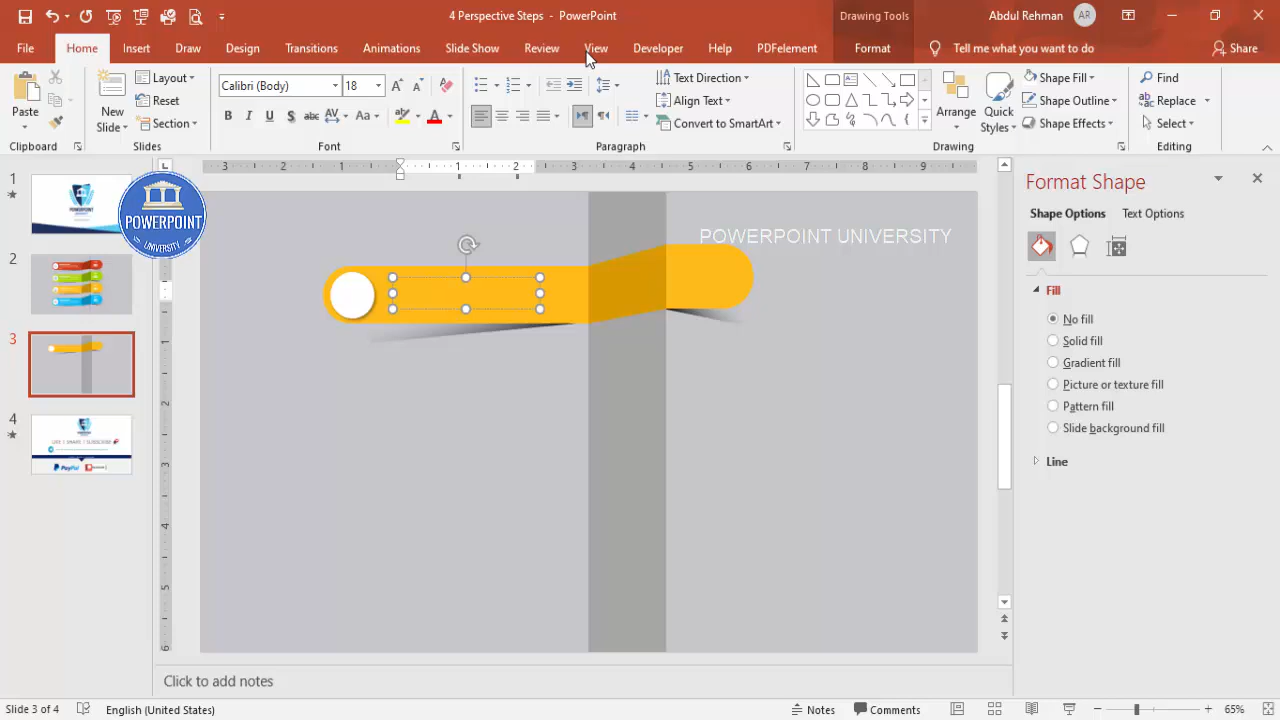 4 Perspective Steps - PowerPoint
Drawing Tools
Abdul Rehman
AR
File
Home
Insert
Draw
Design
Transitions
Animations
Slide Show
Review
View
Developer
Help
PDFelement
Format
Tell me what you want to do
Share
Paste
New Slide
Layout
Reset
Section
Calibri (Body)
18
Text Direction
Align Text
Convert to SmartArt
Arrange
Quick Styles
Shape Fill
Shape Outline
Shape Effects
Find
Replace
Select
Clipboard
Slides
Font
Paragraph
Drawing
Editing
1
2
3
4
POWERPOINT
UNIVERSITY
POWERPOINT UNIVERSITY
Format Shape
Shape Options
Text Options
Fill
No fill
Solid fill
Gradient fill
Picture or texture fill
Pattern fill
Slide background fill
Line
Click to add notes
Slide 3 of 4
English (United States)
Notes
Comments
65%